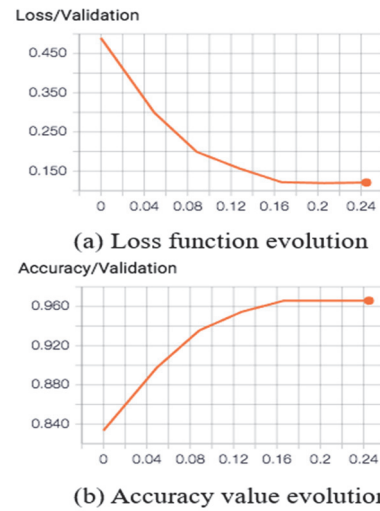 Loss/Validation
0.450
0.350
0.250
0.150
0 0.04 0.08 0.12 0.16 0.2 0.24
(a) Loss function evolution
Accuracy/Validation
0.960
0.920
0.880
0.840
0 0.04 0.08 0.12 0.16 0.2 0.24
(b) Accuracy value evolution